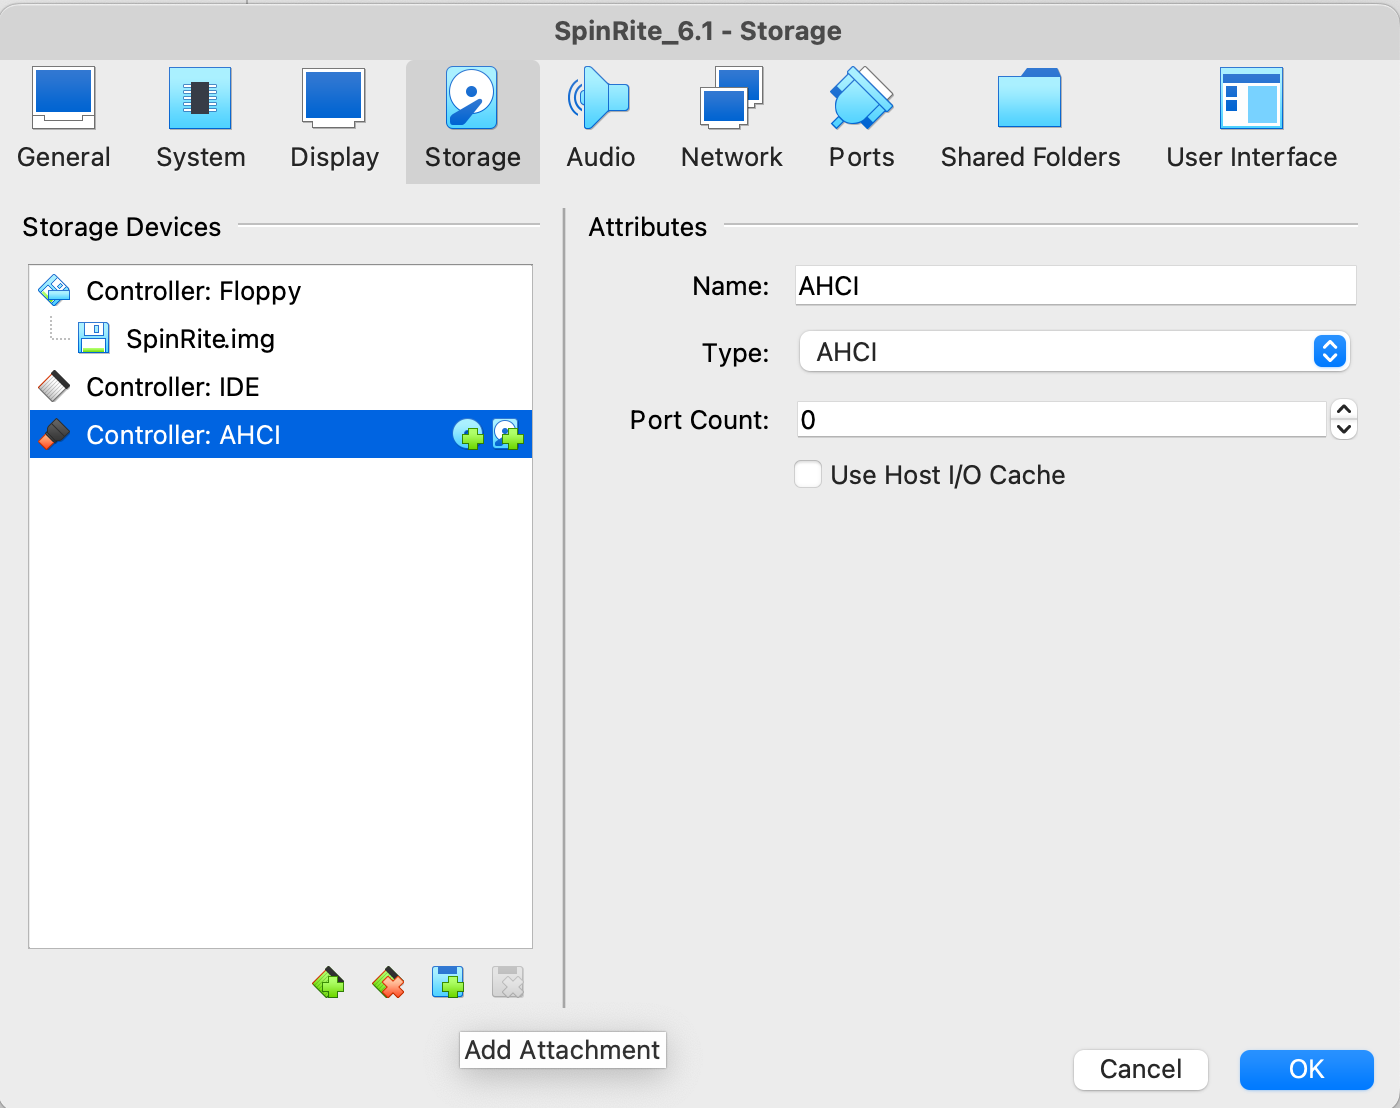 SpinRite_6.1 - Storage
General
System
Display
Storage
Audio
Network
Ports
Shared Folders
User Interface
Storage Devices
Controller: Floppy
SpinRite.img
Controller: IDE
Controller: AHCI
Attributes
Name: AHCI
Type: AHCI
Port Count: 0
Use Host I/O Cache
Add Attachment
Cancel
OK